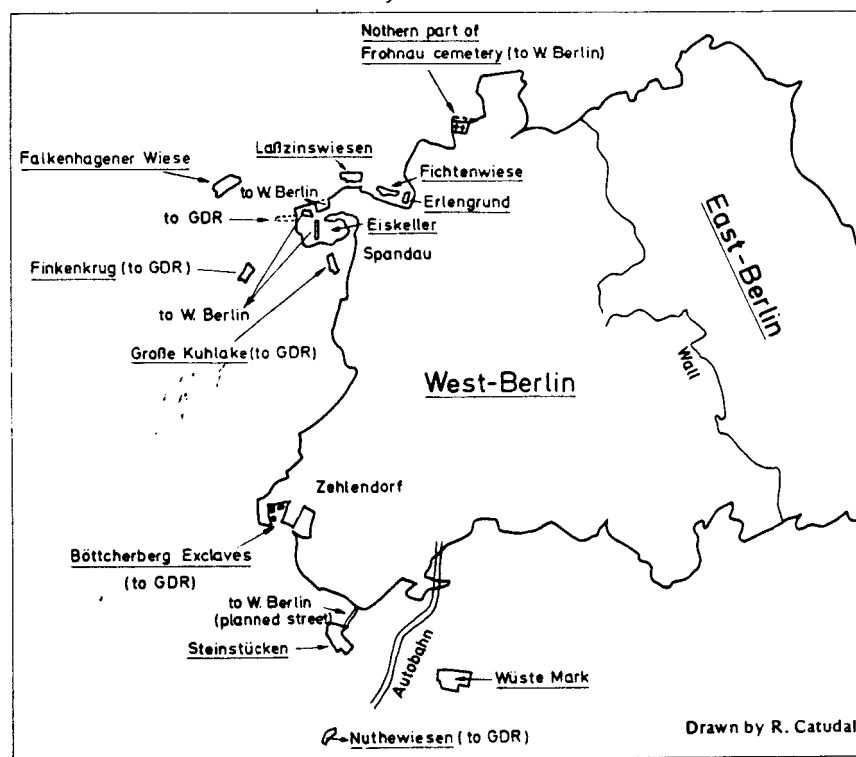 Nothern part of
Frohnau cemetery (to W. Berlin)
Laßzinswiesen
Falkenhagener Wiese
Fichtenwiese
to W. Berlin
Erlengrund
to GDR
Eiskeller
Spandau
Finkenkrug (to GDR)
to W. Berlin
Große Kuhlake (to GDR)
East-Berlin
Wall
West-Berlin
Zehlendorf
Böttcherberg Exclaves
(to GDR)
to W. Berlin
(planned street)
Steinstücken
Autobahn
Wüste Mark
Nuthewiesen (to GDR)
Drawn by R. Catudal